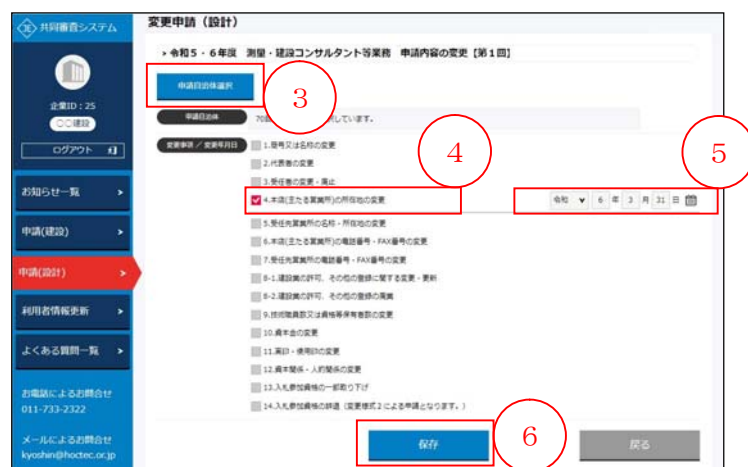 共同審査システム
企業ID：25
〇〇建設
ログアウト
お知らせ一覧
申請(建設)
申請(設計)
利用者情報更新
よくある質問一覧
お電話によるお問合せ
011-733-2322
メールによるお問合せ
kyoshin@hoctec.or.jp
変更申請（設計）
令和５・６年度　測量・建設コンサルタント等業務　申請内容の変更【第１回】
申請自治体選択
3
申請自治体
しています。
変更事項 / 変更年月日
4
5
1.商号又は名称の変更
2.代表者の変更
3.受任者の変更・廃止
4.本店(主たる営業所)の所在地の変更
令和 6 年 3 月 31 日
5.受任先営業所の名称・所在地の変更
6.本店(主たる営業所)の電話番号・FAX番号の変更
7.受任先営業所の電話番号・FAX番号の変更
8-1.建設業の許可、その他の登録に関する変更・更新
8-2.建設業の許可、その他の登録の廃業
9.技術職員数又は資格等保有者数の変更
10.資本金の変更
11.実印・使用印の変更
12.資本関係・人的関係の変更
13.入札参加資格の一部取り下げ
14.入札参加資格の辞退（変更様式２による申請となります。）
6
保存
戻る